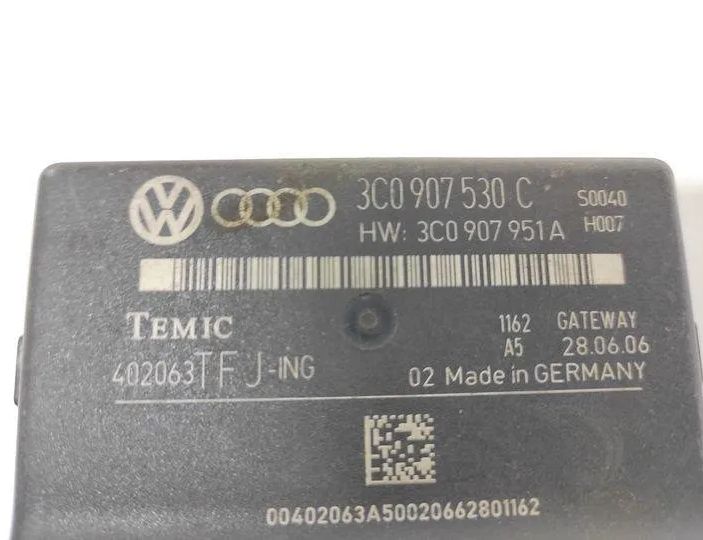 3C0 907 530 C S0040
HW: 3C0 907 951 A H007
TEMIC 1162 GATEWAY
A5 28.06.06
402063TFJ-ING 02 Made in GERMANY
00402063A50020662801162